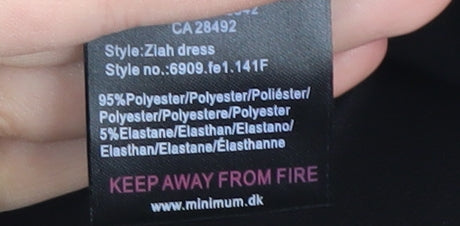 CA 28492
Style:Ziah dress
Style no.:6909.fe1.141F
95%Polyester/Polyester/Poliéster/
Polyester/Polyestere/Polyester
5%Elastane/Elasthan/Elastano/
Elasthan/Elastane/Élasthanne
KEEP AWAY FROM FIRE
www.minimum.dk